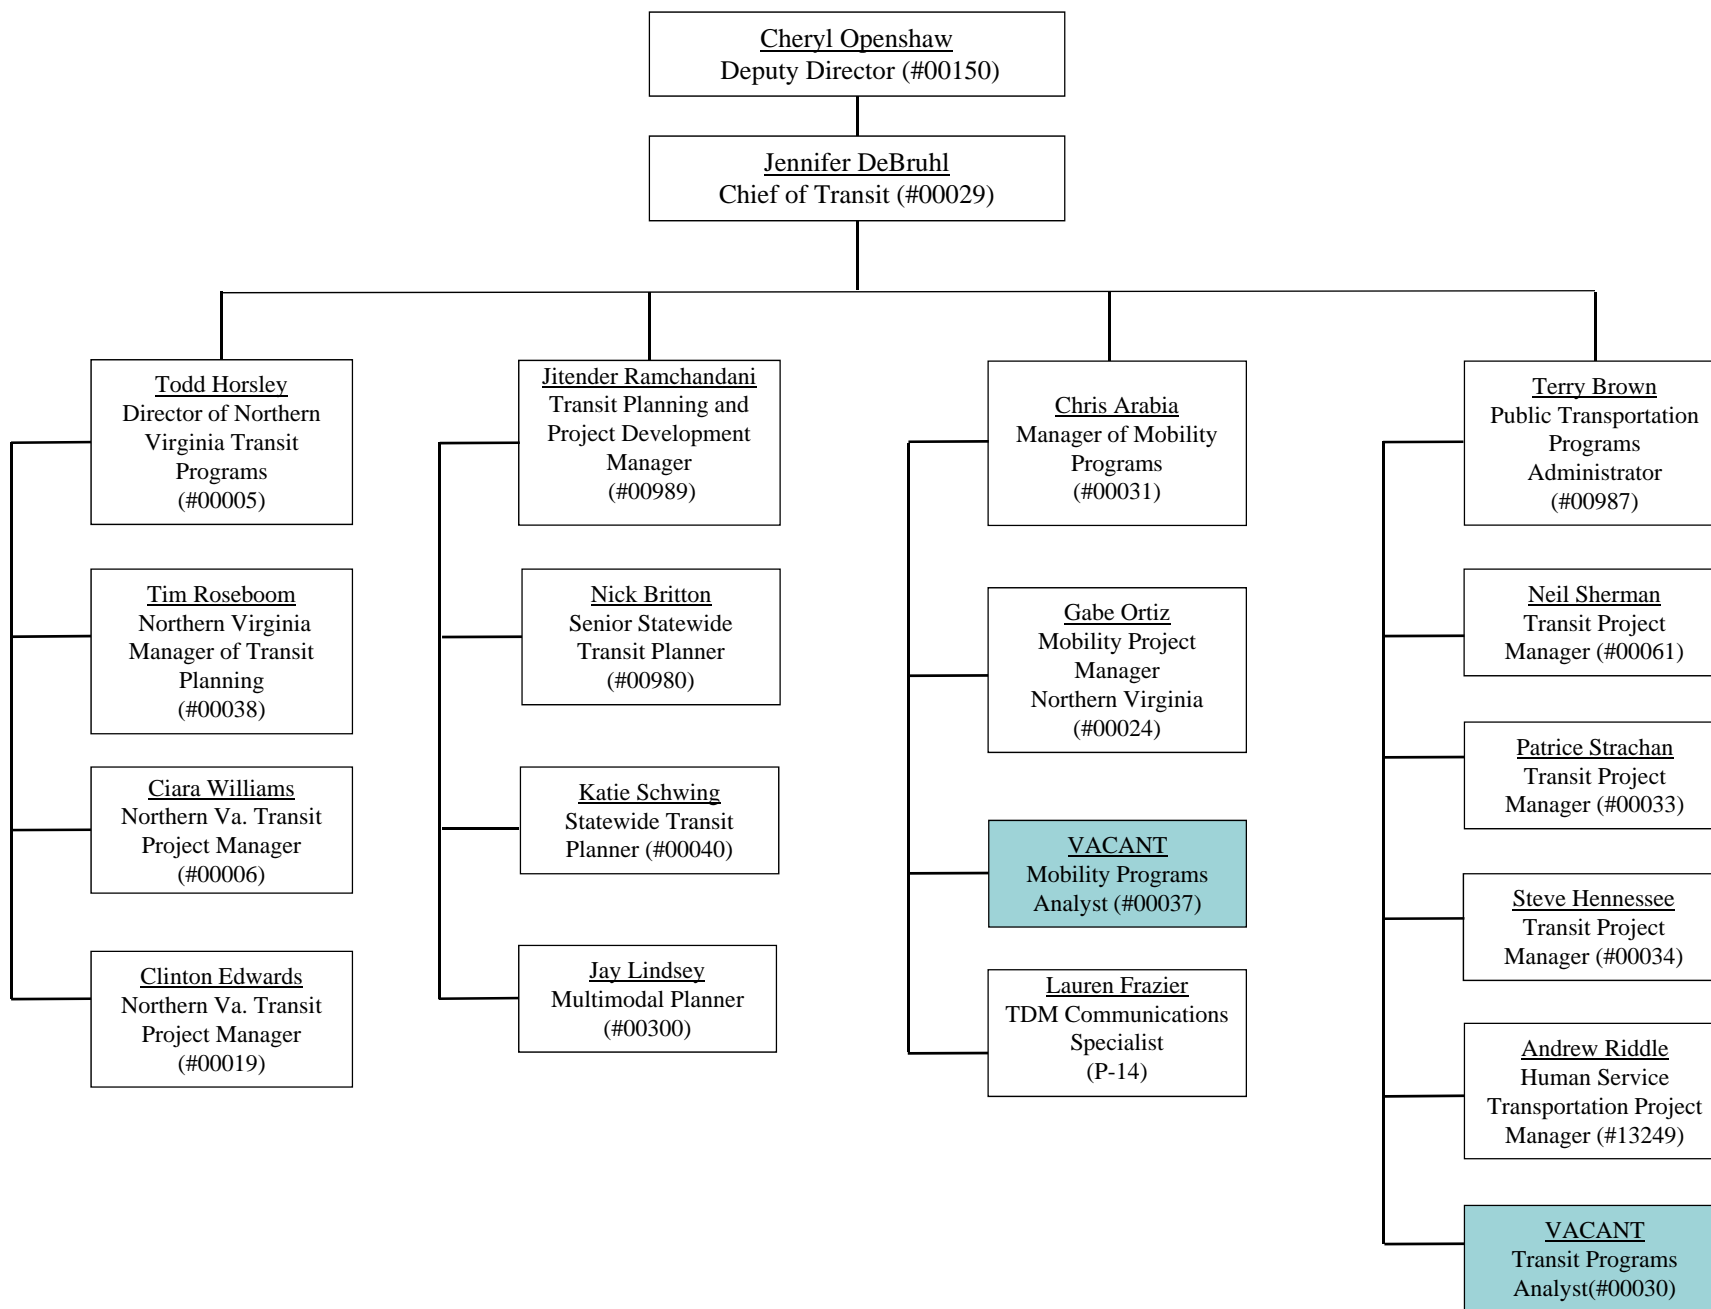 Cheryl Openshaw
Deputy Director (#00150)
Jennifer DeBruhl
Chief of Transit (#00029)
Todd Horsley
Director of Northern
Virginia Transit
Programs
(#00005)
Tim Roseboom
Northern Virginia
Manager of Transit
Planning
(#00038)
Ciara Williams
Northern Va. Transit
Project Manager
(#00006)
Clinton Edwards
Northern Va. Transit
Project Manager
(#00019)
Jitender Ramchandani
Transit Planning and
Project Development
Manager
(#00989)
Nick Britton
Senior Statewide
Transit Planner
(#00980)
Katie Schwing
Statewide Transit
Planner (#00040)
Jay Lindsey
Multimodal Planner
(#00300)
Chris Arabia
Manager of Mobility
Programs
(#00031)
Gabe Ortiz
Mobility Project
Manager
Northern Virginia
(#00024)
VACANT
Mobility Programs
Analyst (#00037)
Lauren Frazier
TDM Communications
Specialist
(P-14)
Terry Brown
Public Transportation
Programs
Administrator
(#00987)
Neil Sherman
Transit Project
Manager (#00061)
Patrice Strachan
Transit Project
Manager (#00033)
Steve Hennessee
Transit Project
Manager (#00034)
Andrew Riddle
Human Service
Transportation Project
Manager (#13249)
VACANT
Transit Programs
Analyst(#00030)